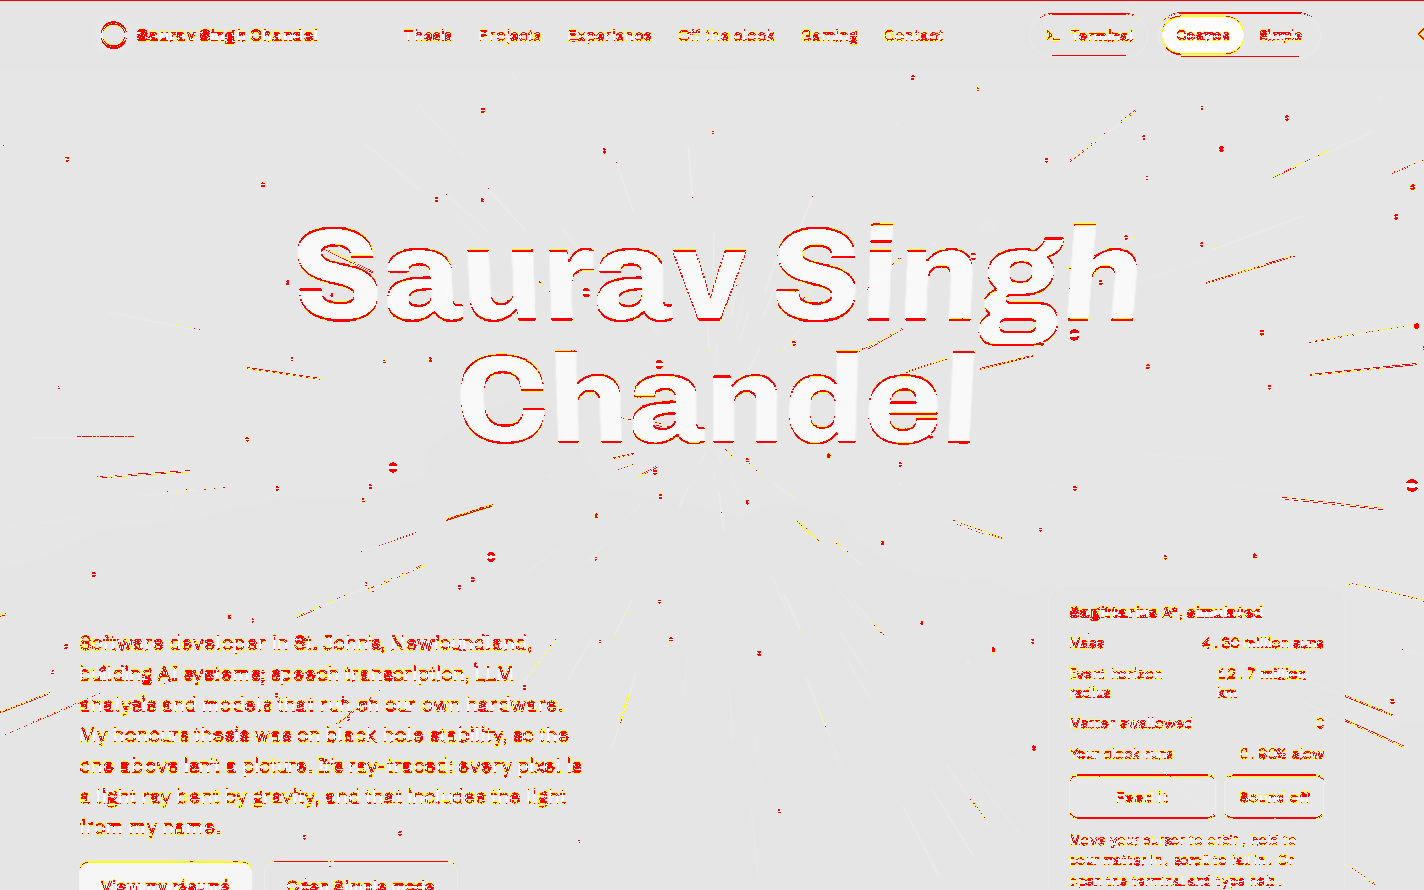 Saurav Singh Chandel
Thesis Projects Experience Off the clock Gaming Contact
>_ Terminal
Cosmos Simple
Saurav Singh
Chandel
Software developer in St. John's, Newfoundland,
building AI systems; speech transcription, LLM
analysis and models that run on our own hardware.
My honours thesis was on black hole stability, so the
one above isn't a picture. It's ray-traced: every pixel is
a light ray bent by gravity, and that includes the light
from my name.
View my résumé Open Simple mode
Sagittarius A*, simulated
Mass 4.30 million suns
Event horizon radius 12.7 million km
Matter swallowed 0
Your clock runs
Feed it Sound off
Move your cursor to orbit, hold to
pour matter in, scroll to fall in. Or
open the terminal and type help.